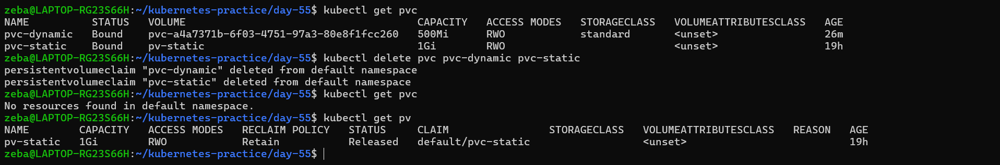 zeba@LAPTOP-RG23S66H:~/kubernetes-practice/day-55$ kubectl get pvc
NAME          STATUS   VOLUME                                     CAPACITY   ACCESS MODES   STORAGECLASS   VOLUMEATTRIBUTESCLASS   AGE
pvc-dynamic   Bound    pvc-a4a7371b-6f03-4751-97a3-80e8f1fcc260   500Mi      RWO            standard       <unset>                 26m
pvc-static    Bound    pv-static                                  1Gi        RWO                           <unset>                 19h
zeba@LAPTOP-RG23S66H:~/kubernetes-practice/day-55$ kubectl delete pvc pvc-dynamic pvc-static
persistentvolumeclaim "pvc-dynamic" deleted from default namespace
persistentvolumeclaim "pvc-static" deleted from default namespace
zeba@LAPTOP-RG23S66H:~/kubernetes-practice/day-55$ kubectl get pvc
No resources found in default namespace.
zeba@LAPTOP-RG23S66H:~/kubernetes-practice/day-55$ kubectl get pv
NAME        CAPACITY   ACCESS MODES   RECLAIM POLICY   STATUS     CLAIM                STORAGECLASS   VOLUMEATTRIBUTESCLASS   REASON   AGE
pv-static   1Gi        RWO            Retain           Released   default/pvc-static                  <unset>                          19h
zeba@LAPTOP-RG23S66H:~/kubernetes-practice/day-55$